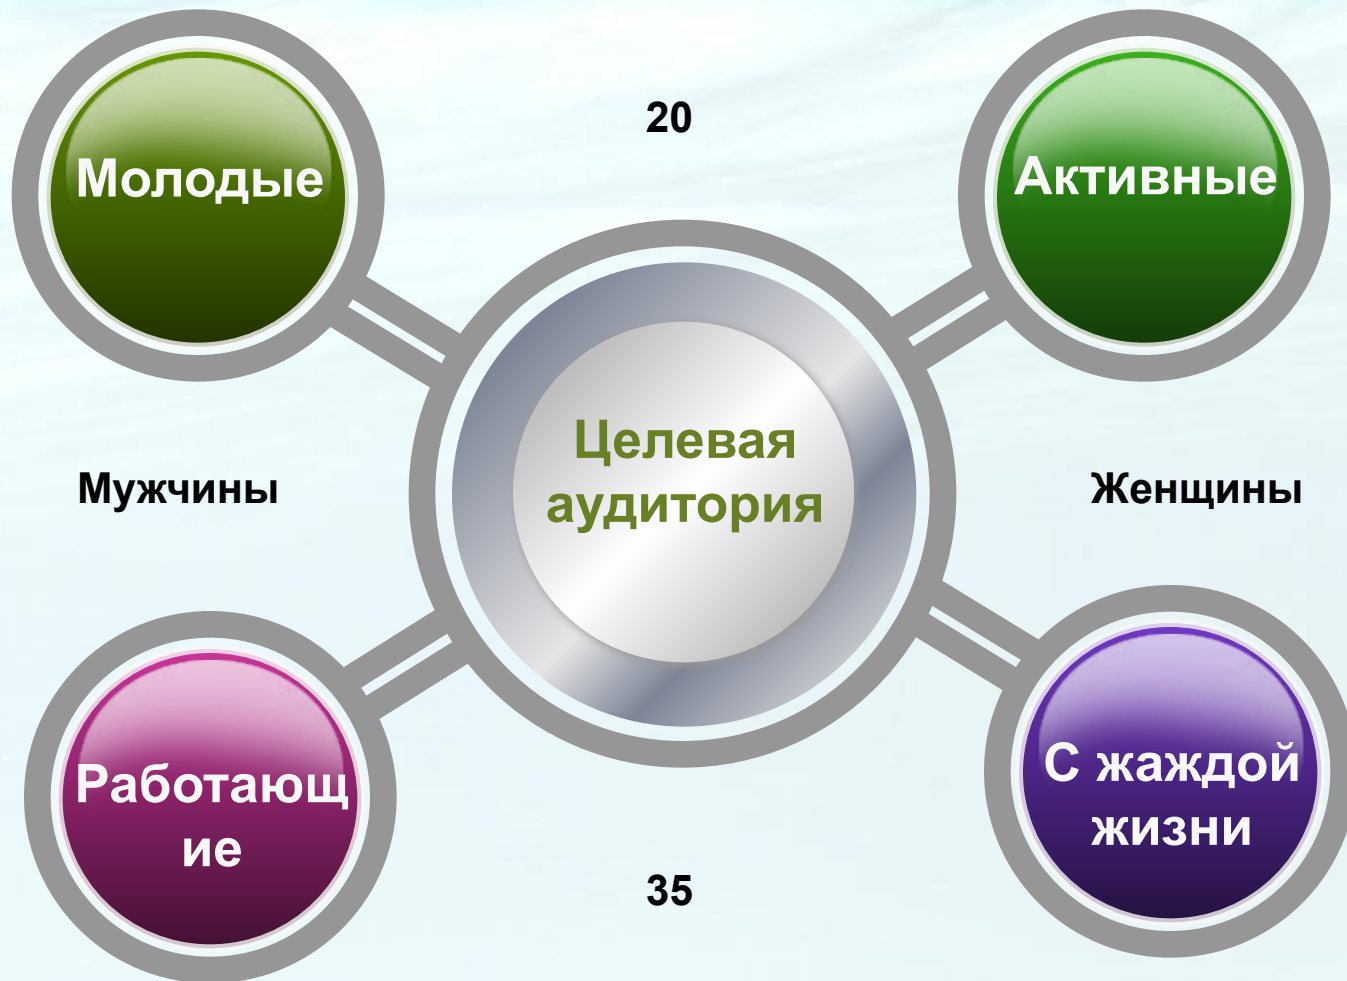 20
Молодые
Активные
Целевая
аудитория
Мужчины
Женщины
Работающ
ие
С жаждой
жизни
35